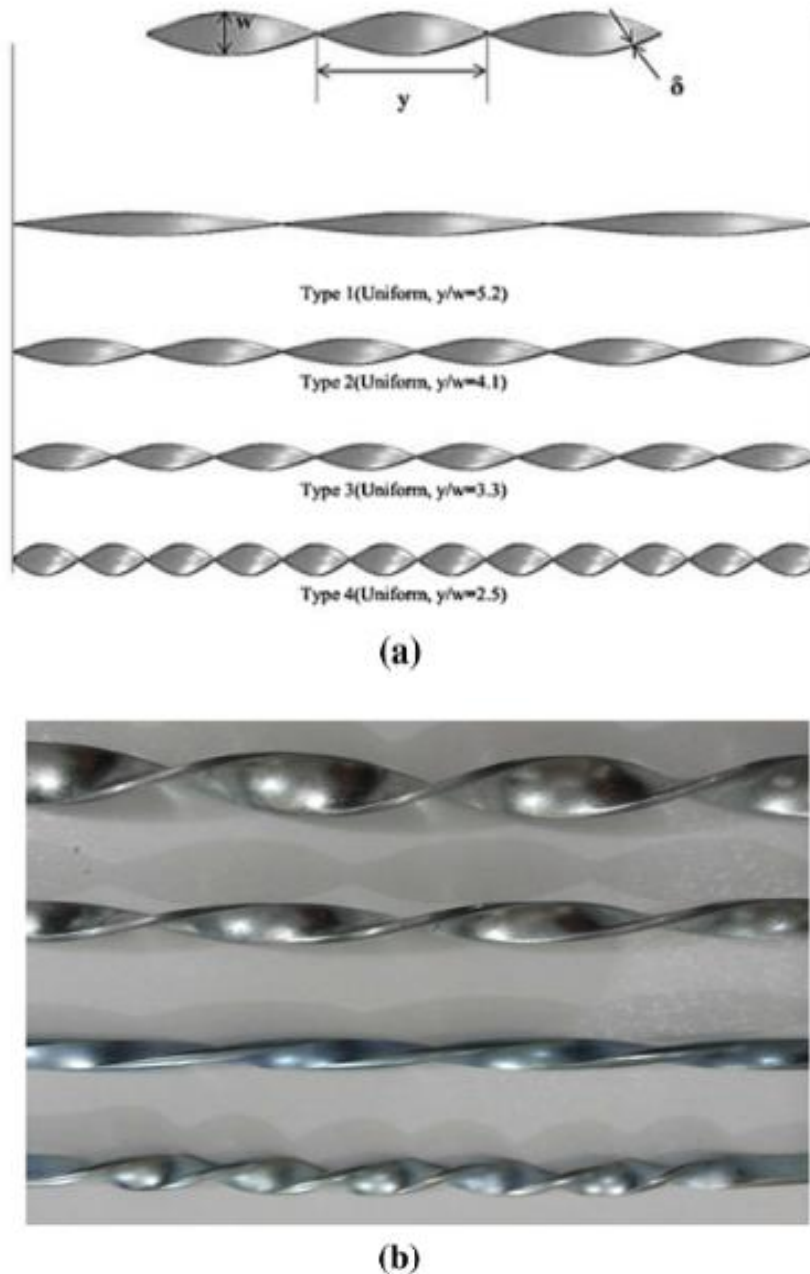 w
y
δ
Type 1(Uniform, y/w=5.2)
Type 2(Uniform, y/w=4.1)
Type 3(Uniform, y/w=3.3)
Type 4(Uniform, y/w=2.5)
(a)
(b)